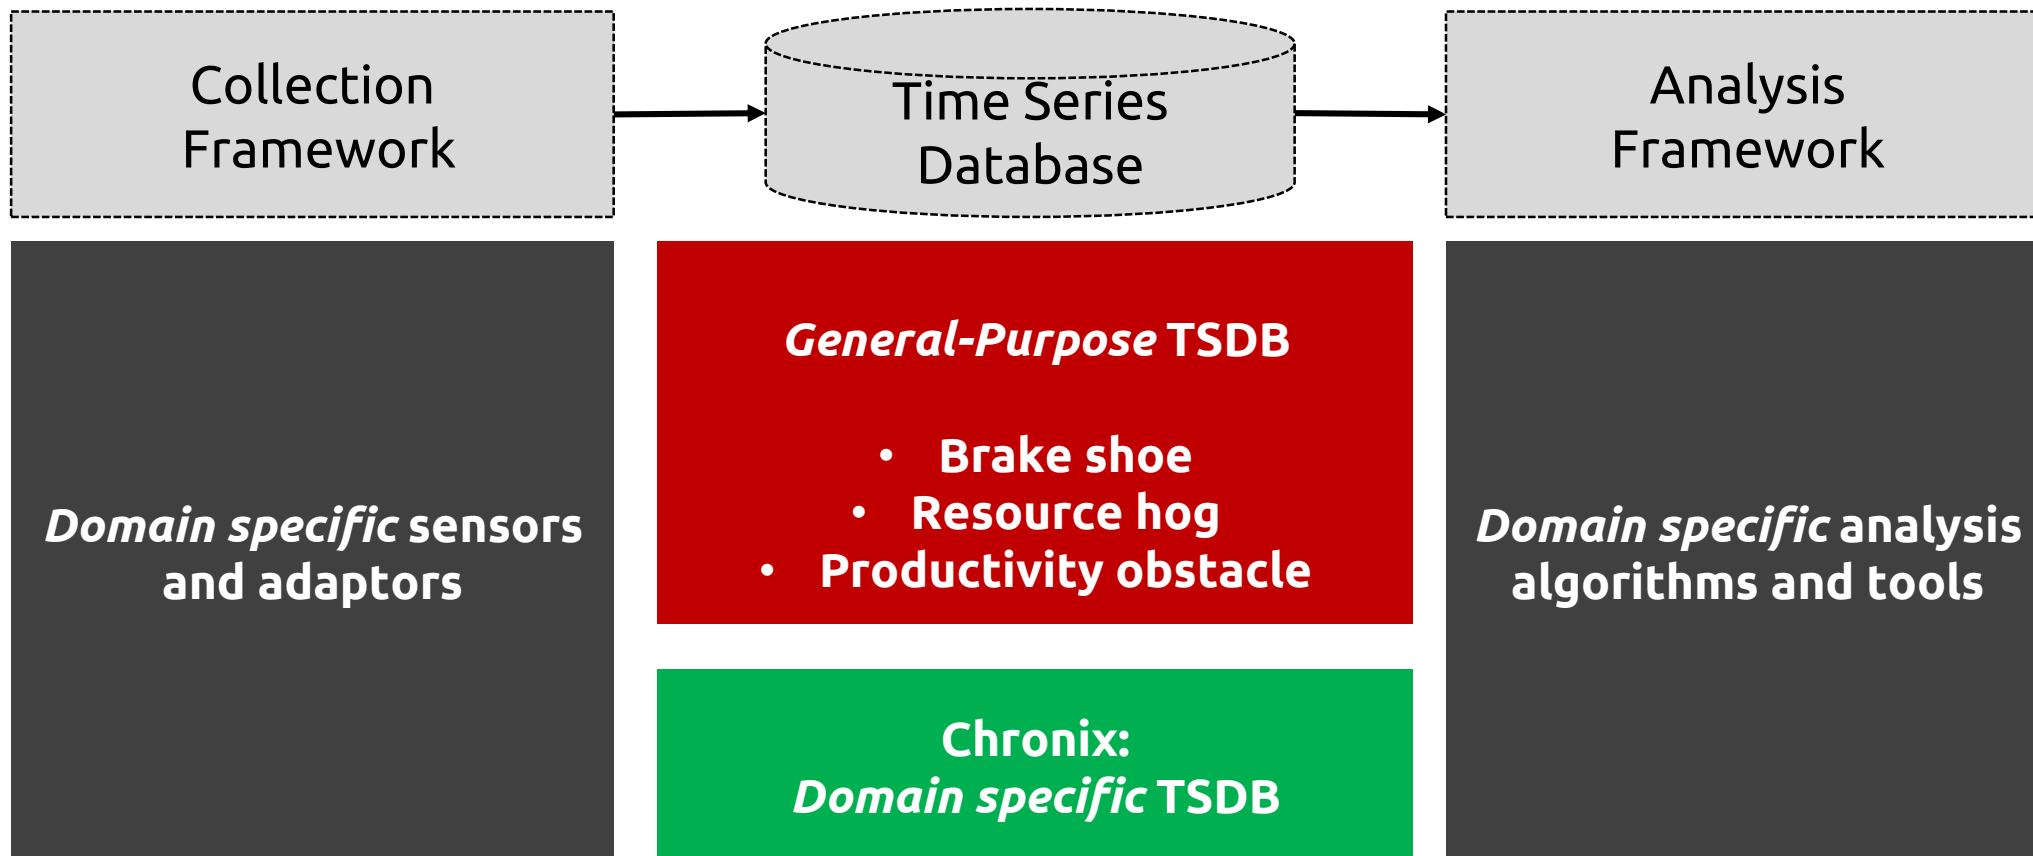 Collection
Framework
Time Series
Database
Analysis
Framework
Domain specific sensors
and adaptors
General-Purpose TSDB
• Brake shoe
• Resource hog
• Productivity obstacle
Chronix:
Domain specific TSDB
Domain specific analysis
algorithms and tools